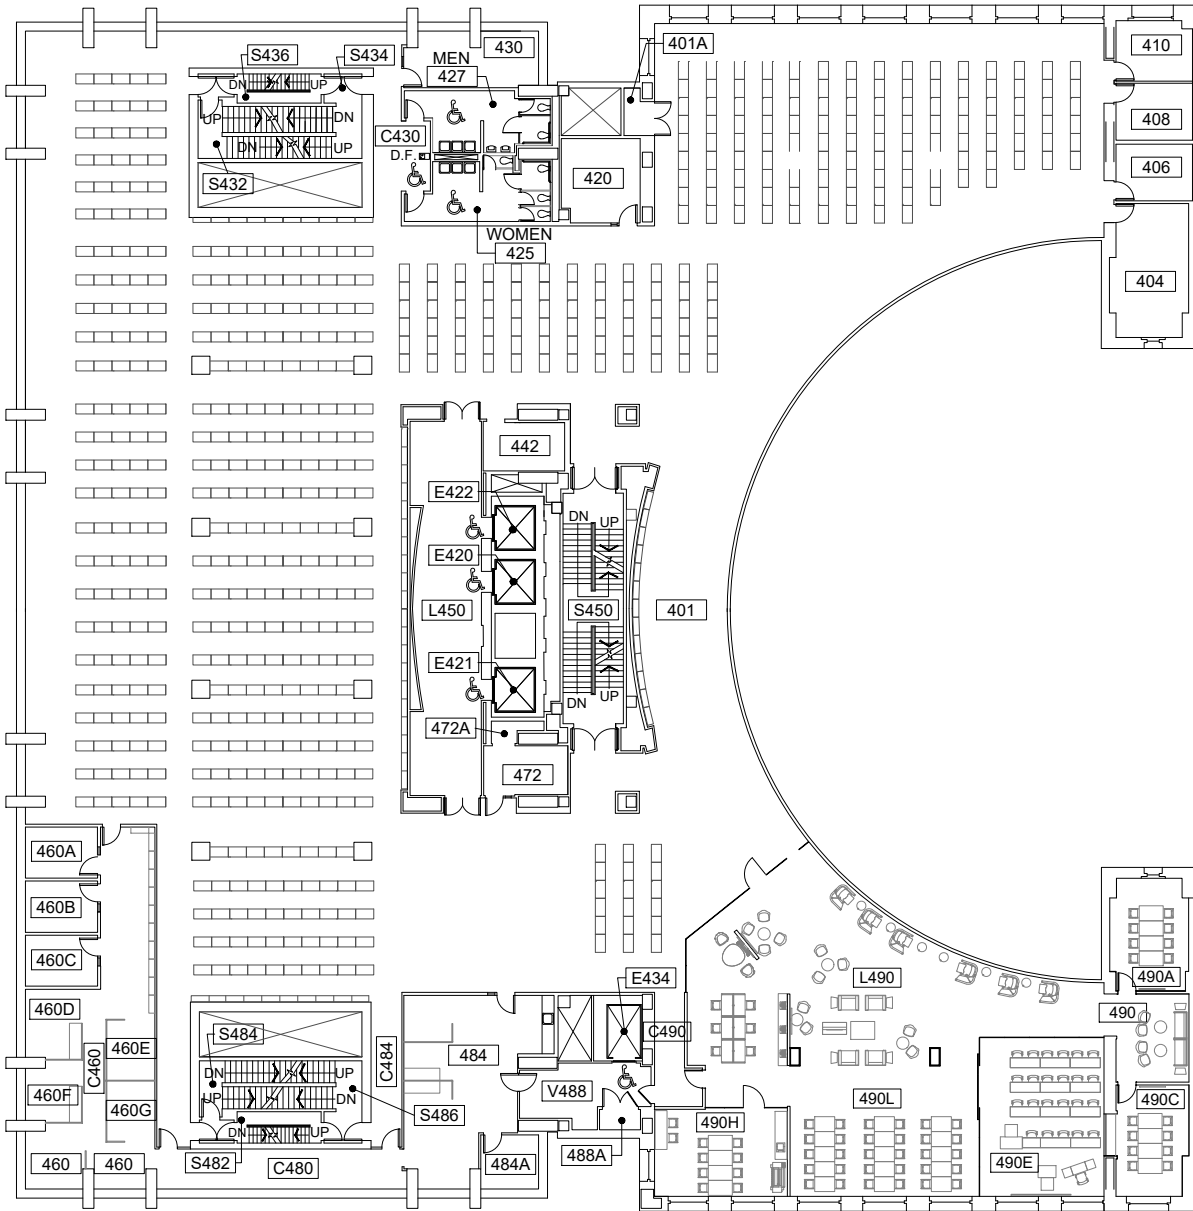 430
401A
410
MEN
S436
S434
427
DN
UP
408
UP
DN
C430
DN
UP
D.F.
406
420
S432
WOMEN
425
404
442
E422
DN
UP
E420
L450
S450
401
E421
DN
UP
472A
472
460A
460B
460C
E434
L490
490A
460D
490
S484
C490
C460
460E
C484
484
UP
V488
460F
UP
DN
490L
490C
460G
S486
DN
UP
490H
S482
488A
490E
460
460
C480
484A